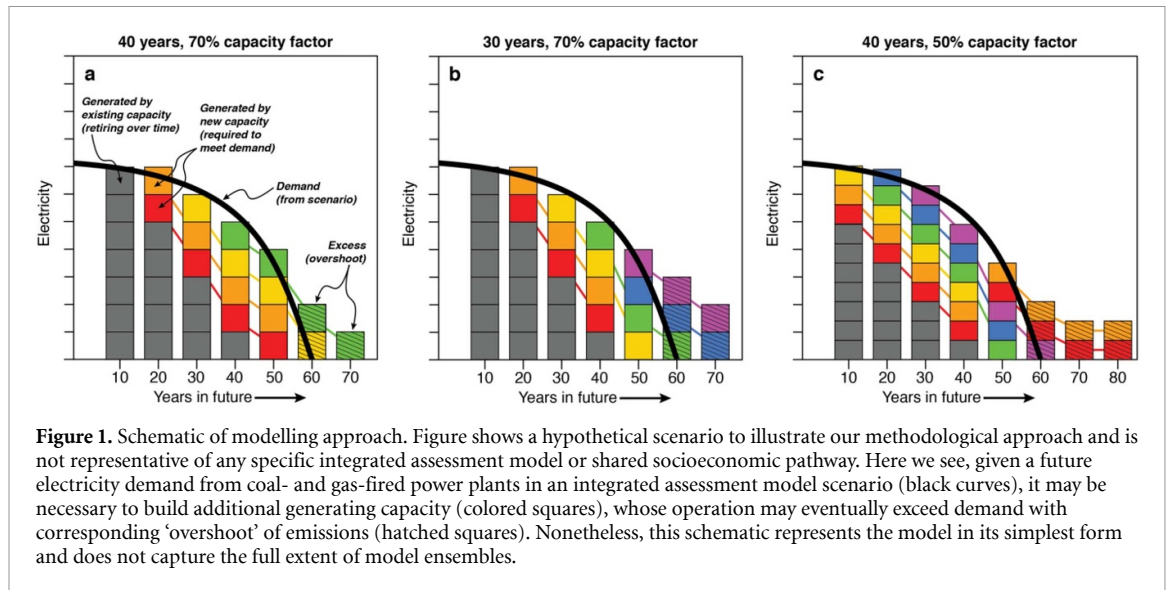 40 years, 70% capacity factor
a
Generated by
existing capacity
(retiring over time)
Generated by
new capacity
(required to
meet demand)
Demand
(from scenario)
Excess
(overshoot)
Electricity
10 20 30 40 50 60 70
Years in future
30 years, 70% capacity factor
b
Electricity
10 20 30 40 50 60 70
Years in future
40 years, 50% capacity factor
c
Electricity
10 20 30 40 50 60 70 80
Years in future
Figure 1. Schematic of modelling approach. Figure shows a hypothetical scenario to illustrate our methodological approach and is
not representative of any specific integrated assessment model or shared socioeconomic pathway. Here we see, given a future
electricity demand from coal- and gas-fired power plants in an integrated assessment model scenario (black curves), it may be
necessary to build additional generating capacity (colored squares), whose operation may eventually exceed demand with
corresponding ‘overshoot’ of emissions (hatched squares). Nonetheless, this schematic represents the model in its simplest form
and does not capture the full extent of model ensembles.